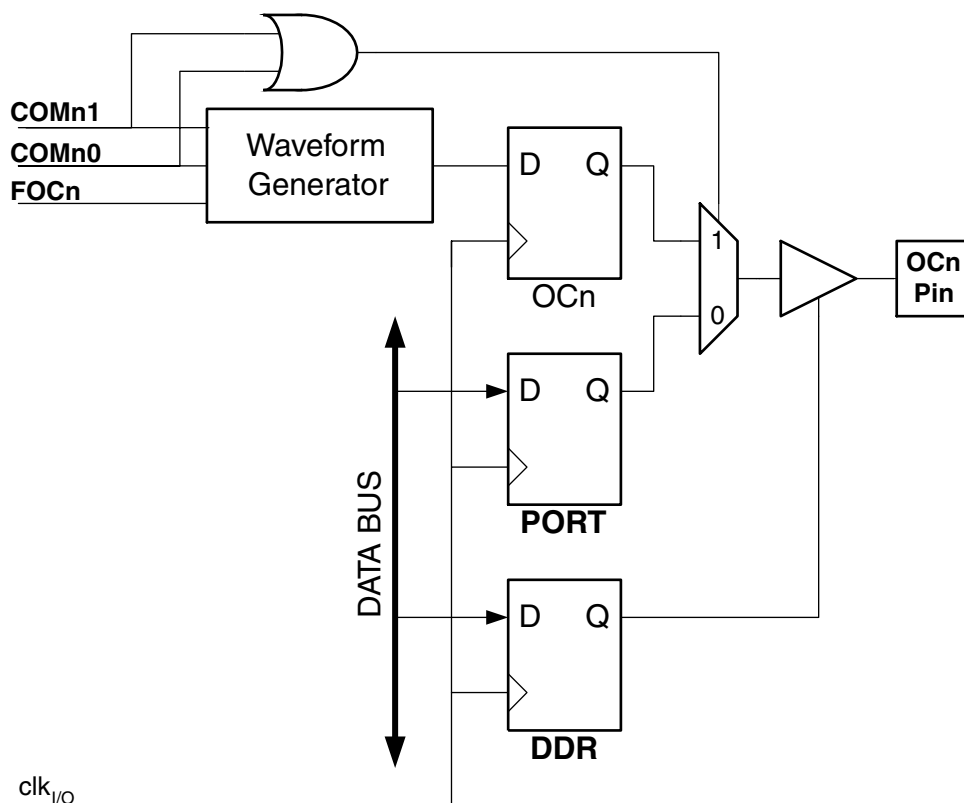 COMn1
COMn0
FOCn
Waveform
Generator
D Q
OCn
1
0
OCn
Pin
D Q
PORT
DATA BUS
D Q
DDR
clkI/O